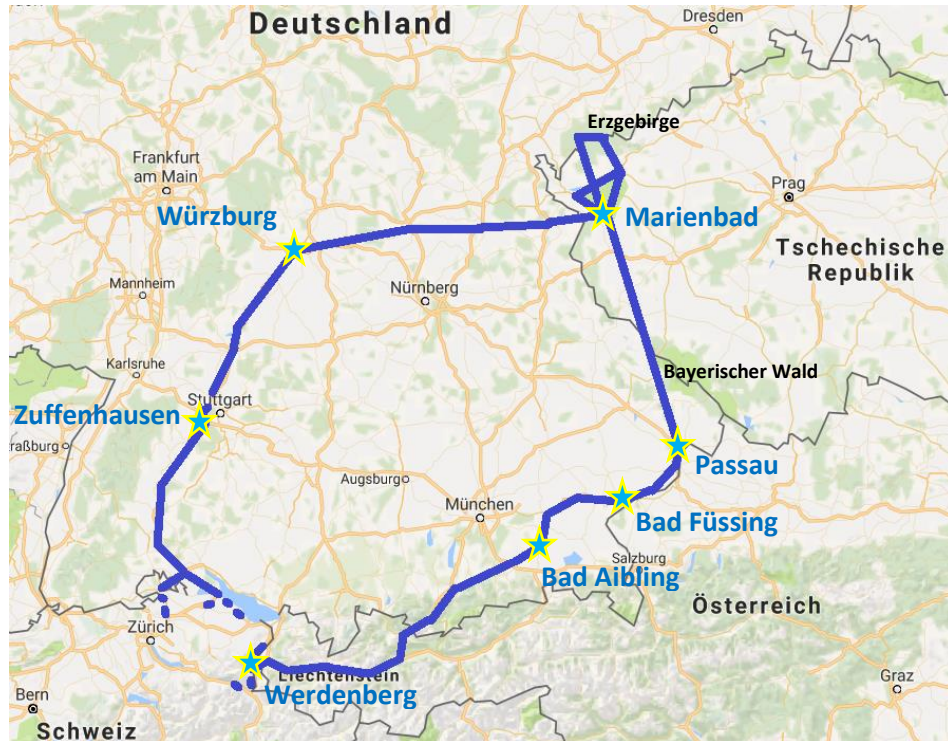 Deutschland
Dresden
Erzgebirge
Frankfurt
am Main
Prag
Würzburg
Marienbad
Tschechische
Republik
Mannheim
Nürnberg
Karlsruhe
Bayerischer Wald
Stuttgart
Zuffenhausen
raßburg
Passau
Augsburg
München
Bad Füssing
Salzburg
Bad Aibling
Österreich
Zürich
Liechtenstein
Werdenberg
Graz
Bern
Schweiz